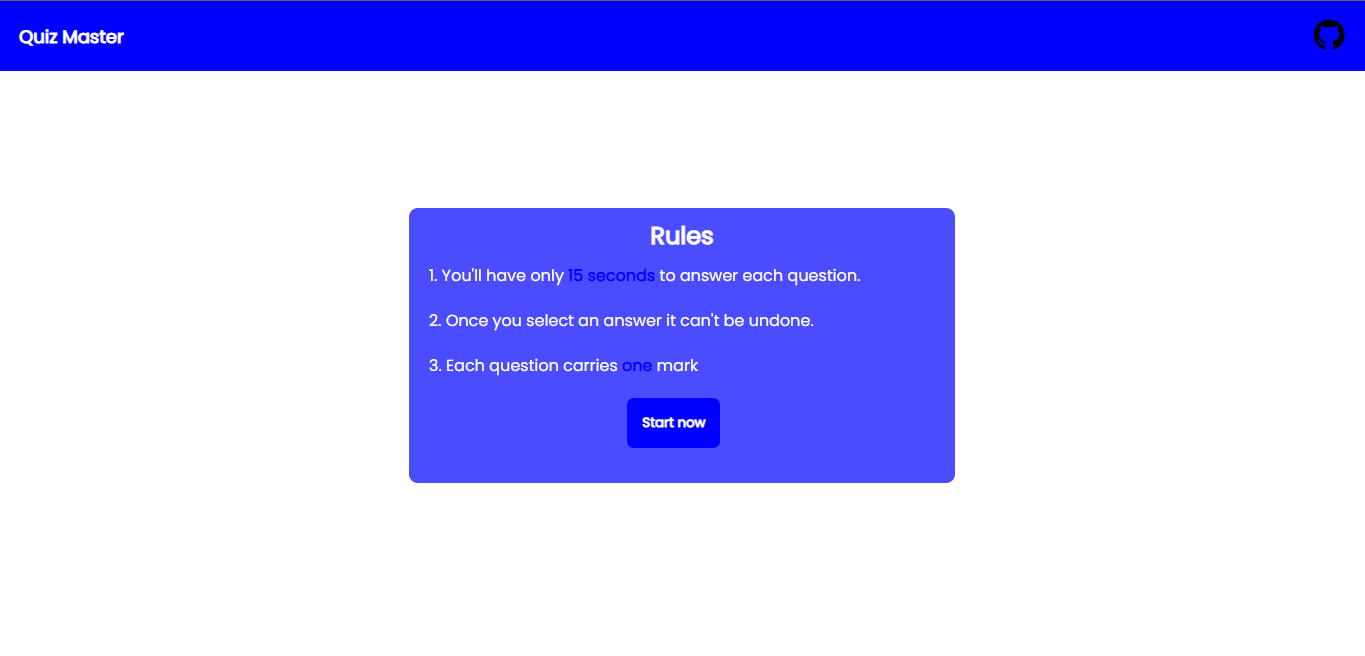 Quiz Master
Rules
1. You'll have only 15 seconds to answer each question.
2. Once you select an answer it can't be undone.
3. Each question carries one mark
Start now